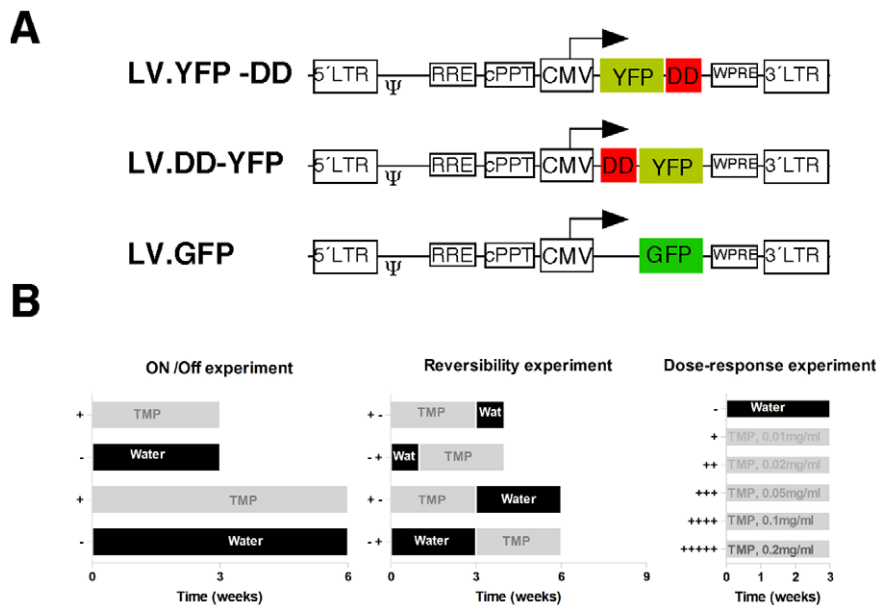 A
LV.YFP -DD 5´LTR Ψ RRE cPPT CMV YFP DD WPRE 3´LTR
LV.DD-YFP 5´LTR Ψ RRE cPPT CMV DD YFP WPRE 3´LTR
LV.GFP 5´LTR Ψ RRE cPPT CMV GFP WPRE 3´LTR
B
ON /Off experiment
+ TMP
- Water
+ TMP
- Water
0 3 6
Time (weeks)
Reversibility experiment
+ - TMP Wat
- + Wat TMP
+ - TMP Water
- + Water TMP
0 3 6 9
Time (weeks)
Dose-response experiment
- Water
+ TMP, 0.01mg/ml
++ TMP, 0.02mg/ml
+++ TMP, 0.05mg/ml
++++ TMP, 0.1mg/ml
+++++ TMP, 0.2mg/ml
0 1 2 3
Time (weeks)